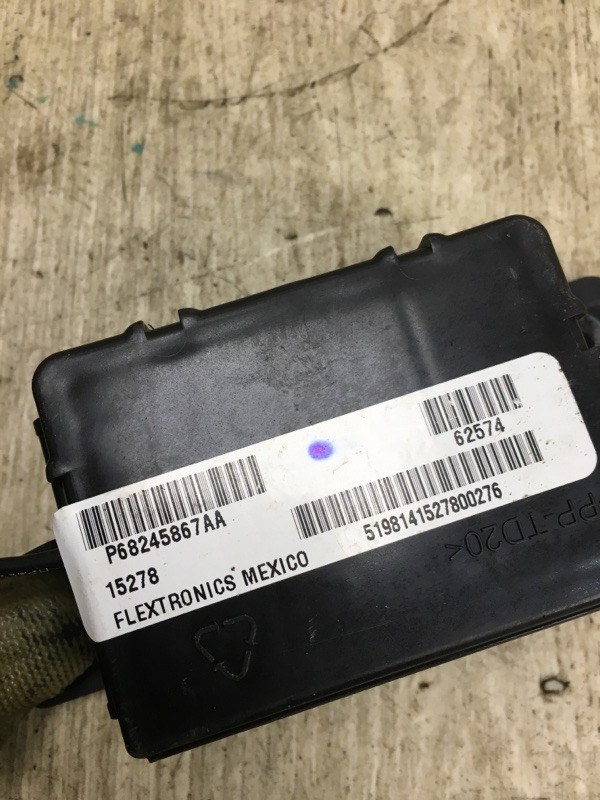 62574
P68245867AA
5198141527800276
15278
FLEXTRONICS MEXICO
PP-TD20<